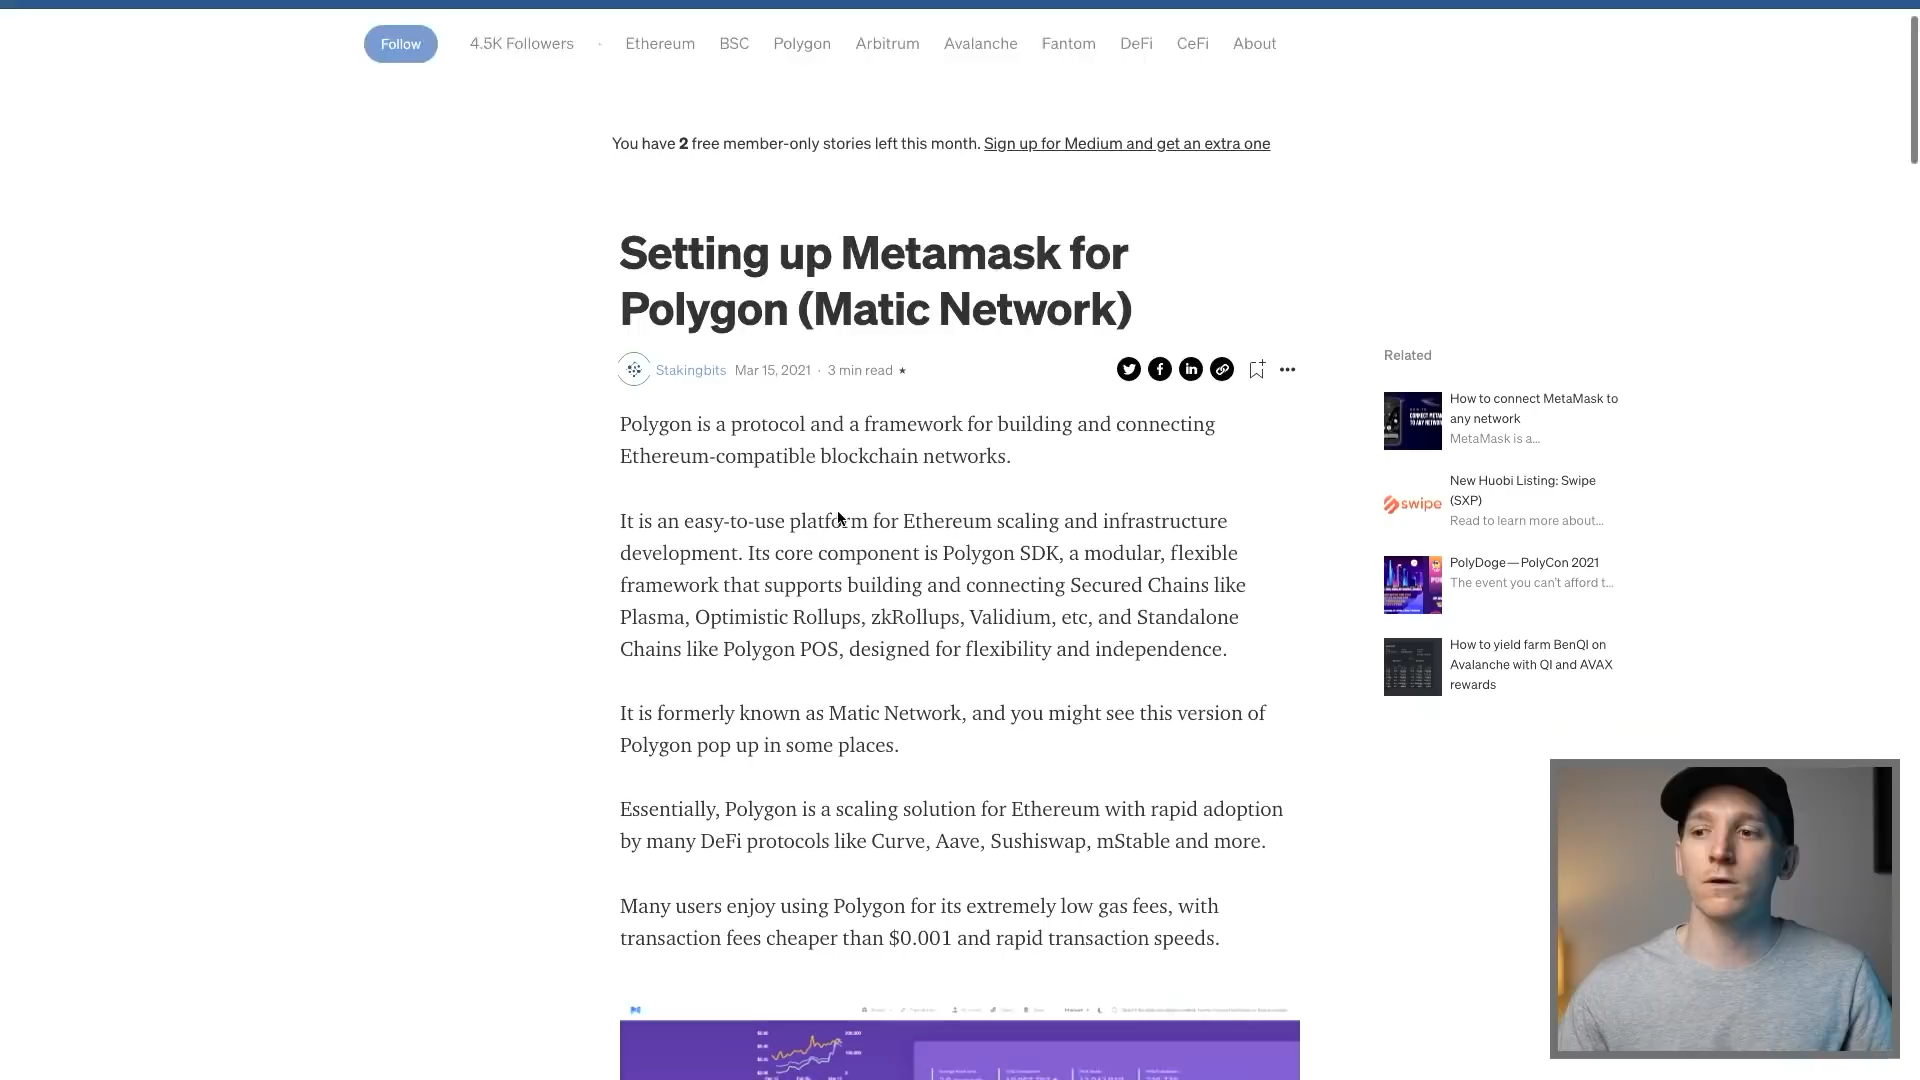 Follow
4.5K Followers · Ethereum BSC Polygon Arbitrum Avalanche Fantom DeFi CeFi About
You have 2 free member-only stories left this month. Sign up for Medium and get an extra one
Setting up Metamask for
Polygon (Matic Network)
Stakingbits Mar 15, 2021 · 3 min read
Polygon is a protocol and a framework for building and connecting
Ethereum-compatible blockchain networks.
It is an easy-to-use platform for Ethereum scaling and infrastructure
development. Its core component is Polygon SDK, a modular, flexible
framework that supports building and connecting Secured Chains like
Plasma, Optimistic Rollups, zkRollups, Validium, etc, and Standalone
Chains like Polygon POS, designed for flexibility and independence.
It is formerly known as Matic Network, and you might see this version of
Polygon pop up in some places.
Essentially, Polygon is a scaling solution for Ethereum with rapid adoption
by many DeFi protocols like Curve, Aave, Sushiswap, mStable and more.
Many users enjoy using Polygon for its extremely low gas fees, with
transaction fees cheaper than $0.001 and rapid transaction speeds.
Related
How to connect MetaMask to
any network
MetaMask is a...
swipe
New Huobi Listing: Swipe
(SXP)
Read to learn more about...
PolyDoge — PolyCon 2021
The event you can't afford t...
How to yield farm BenQI on
Avalanche with QI and AVAX
rewards